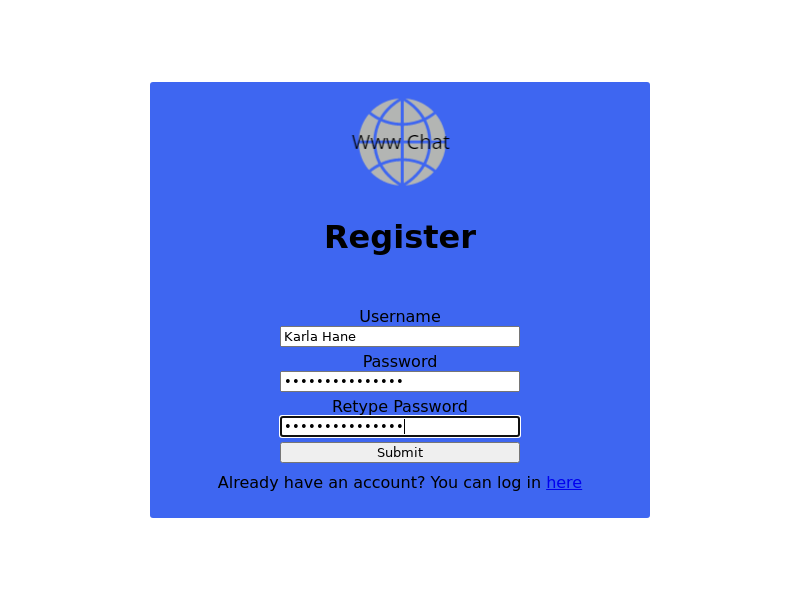 Www Chat
Register
Username
Karla Hane
Password
•••••••••••••••
Retype Password
•••••••••••••••
Submit
Already have an account? You can log in here